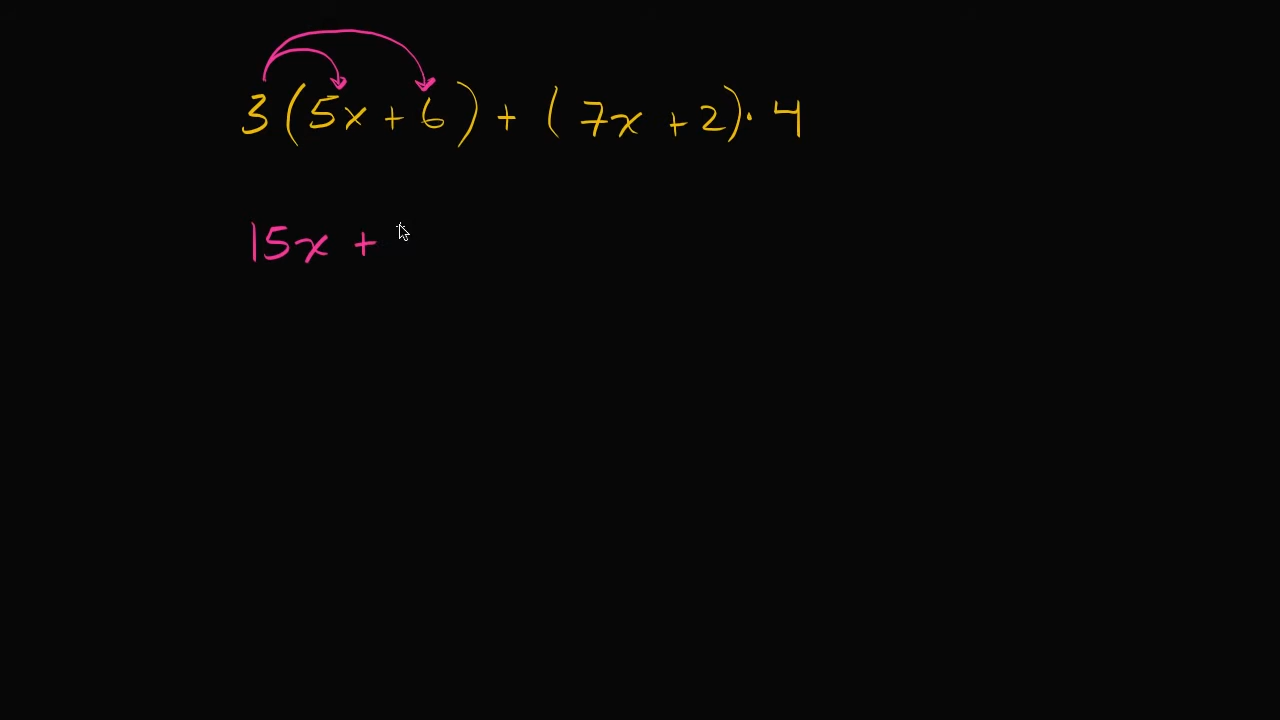 3(5x + 6) + (7x + 2) · 4
15x +